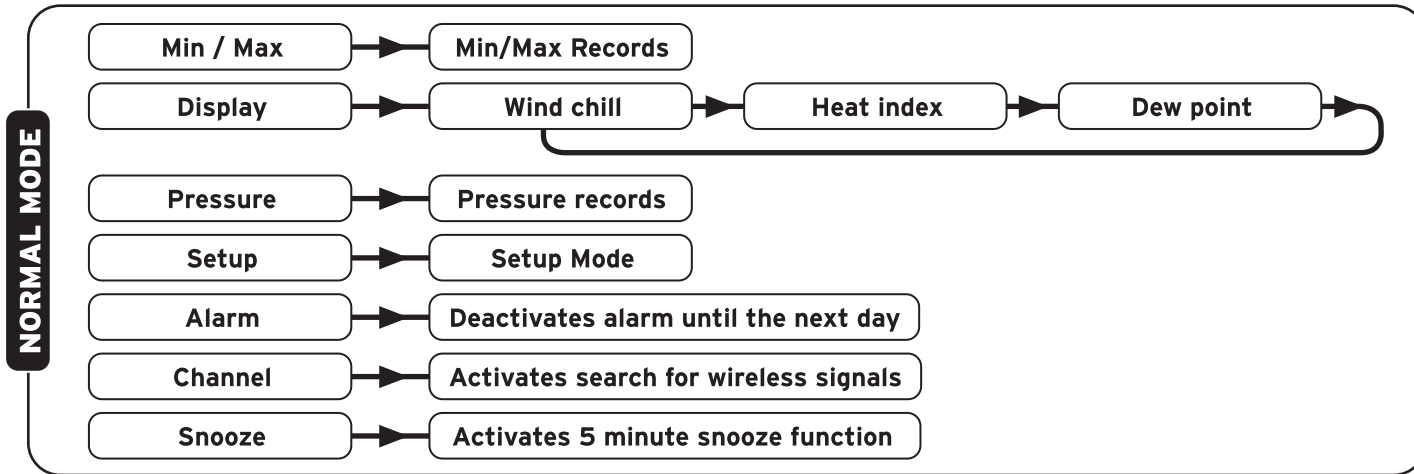 NORMAL MODE
Min / Max
Min/Max Records
Display
Wind chill
Heat index
Dew point
Pressure
Pressure records
Setup
Setup Mode
Alarm
Deactivates alarm until the next day
Channel
Activates search for wireless signals
Snooze
Activates 5 minute snooze function